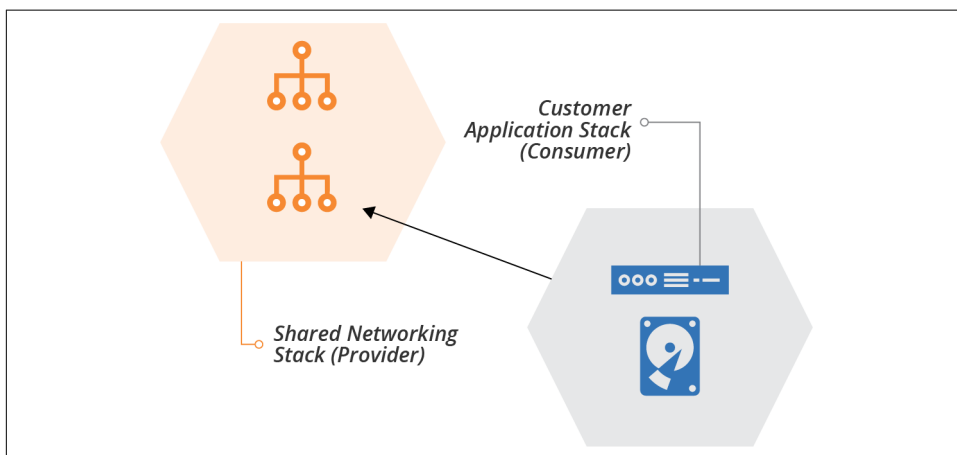 Customer
Application Stack
(Consumer)
Shared Networking
Stack (Provider)